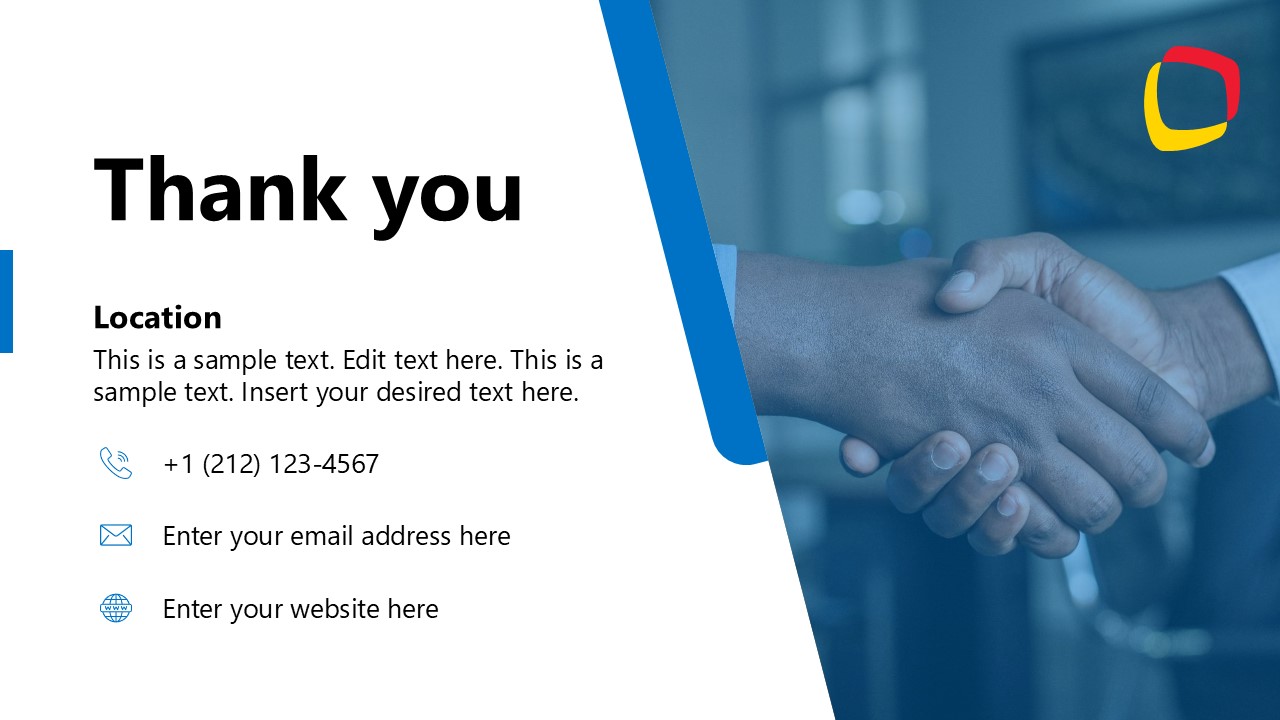 Thank you
Location
This is a sample text. Edit text here. This is a
sample text. Insert your desired text here.
+1 (212) 123-4567
Enter your email address here
WWW
Enter your website here